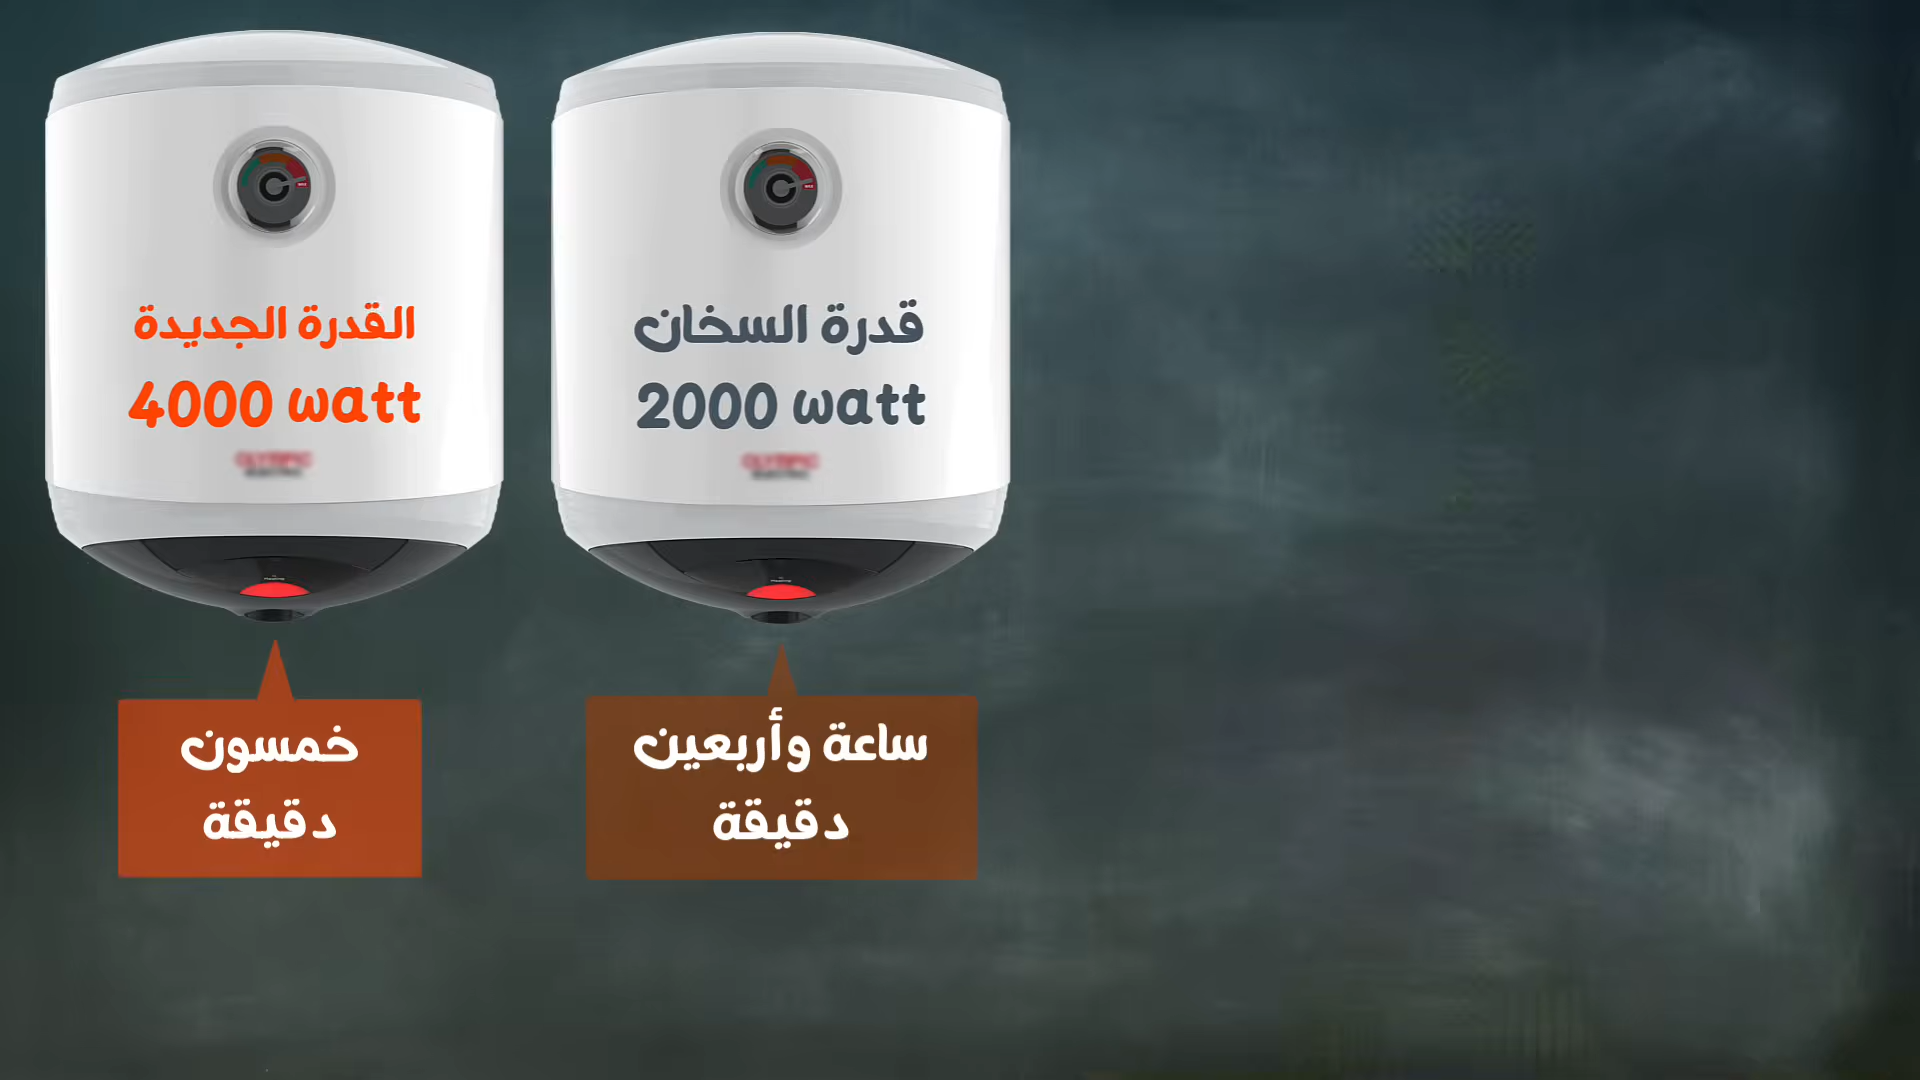 قدرة السخان
2000 watt
ساعة وأربعين
دقيقة
القدرة الجديدة
4000 watt
خمسون
دقيقة